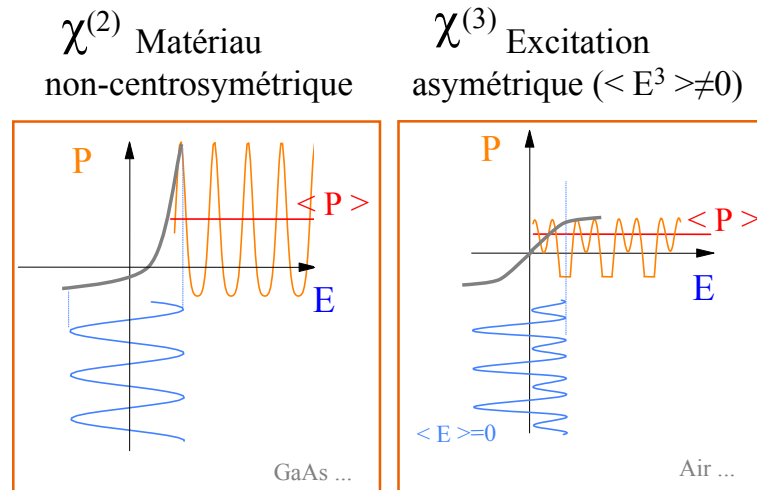 χ(2) Matériau
non-centrosymétrique
P
< P >
E
GaAs ...
χ(3) Excitation
asymétrique (< E3 >≠0)
P
< P >
E
< E >=0
Air ...